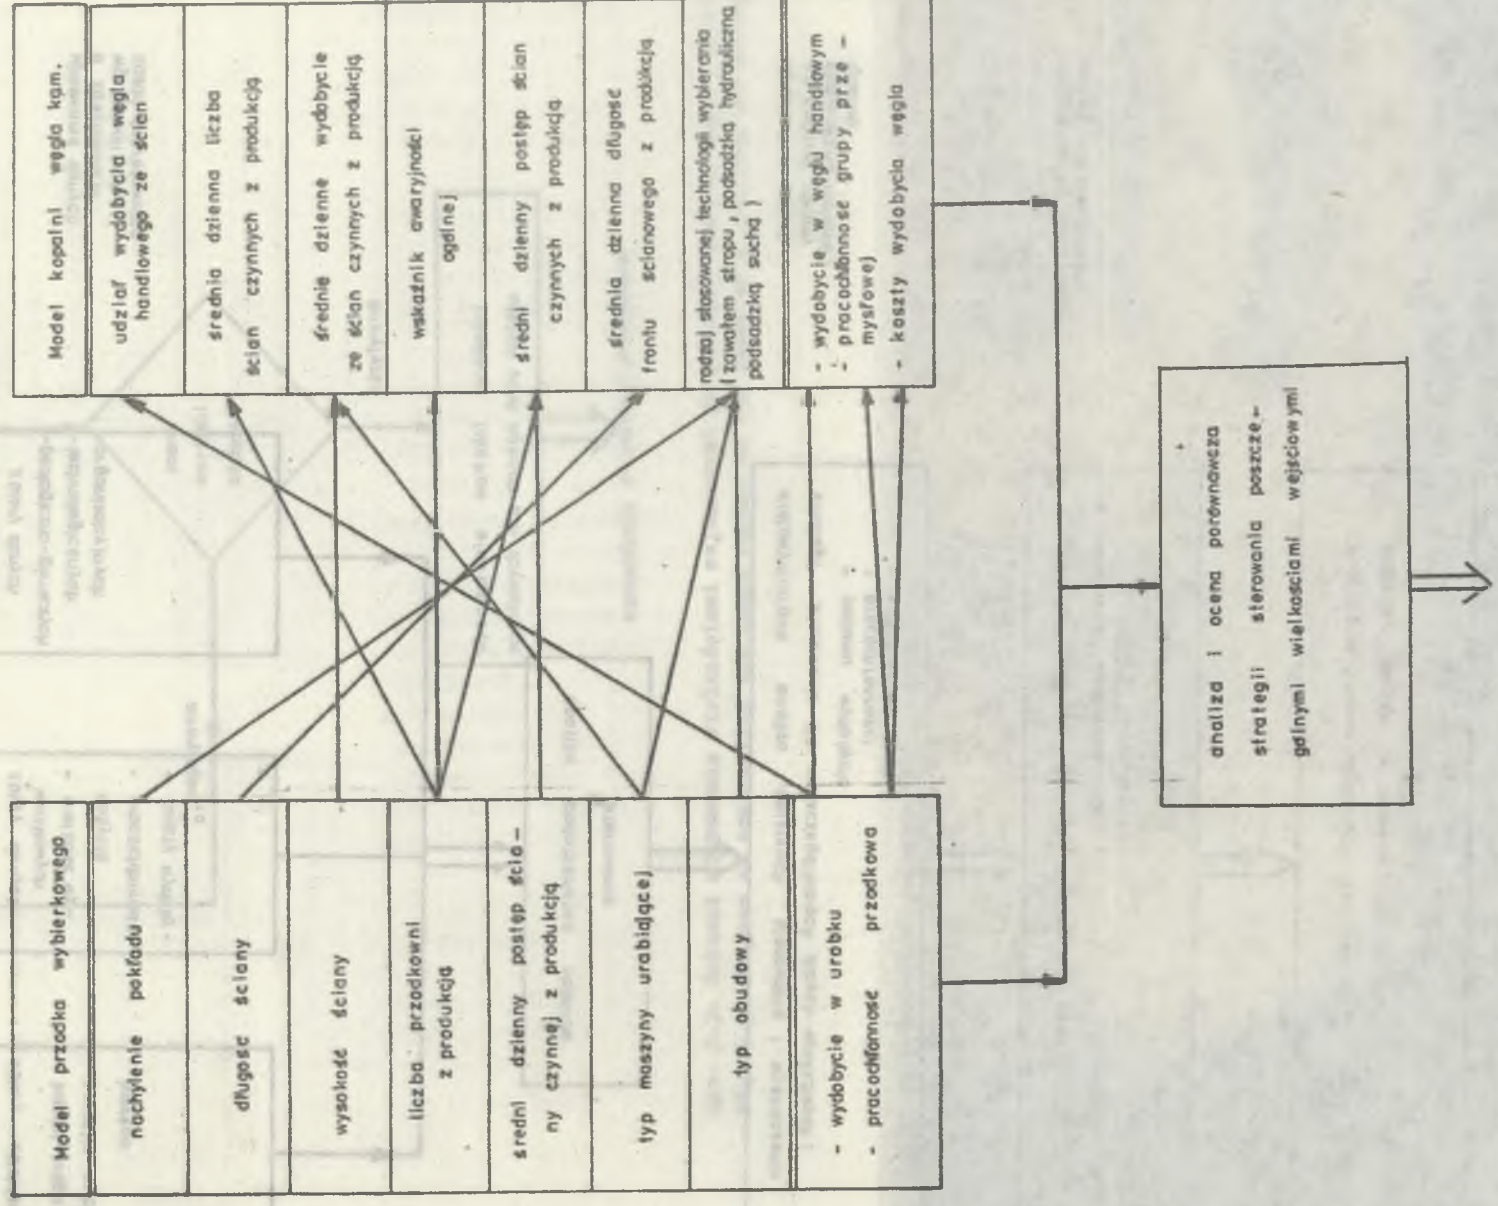 Model przodka wybierkowego
nachylenie pokładu
długość ściany
wysokość ściany
liczba przodkowni
z produkcją
średni dzienny postęp ścia-
ny czynnej z produkcją
typ maszyny urabiającej
typ obudowy
- wydobycie w urobku
- pracochłonność przodkowa
Model kopalni węgla kam.
udział wydobycia węgla
handlowego ze ścian
średnia dzienna liczba
ścian czynnych z produkcją
średnie dzienne wydobycie
ze ścian czynnych z produkcją
wskaźnik awaryjności
ogólnej
średni dzienny postęp ścian
czynnych z produkcją
średnia dzienna długość
frontu ścianowego z produkcją
rodzaj stosowanej technologii wybierania
( zawałem stropu , podsadzką hydrauliczną
podsadzką suchą )
- wydobycie w węglu handlowym
- pracochłonność grupy prze -
mysłowej
- koszty wydobycia węgla
analiza i ocena porównawcza
strategii sterowania poszcze-
gólnymi wielkościami wejściowymi